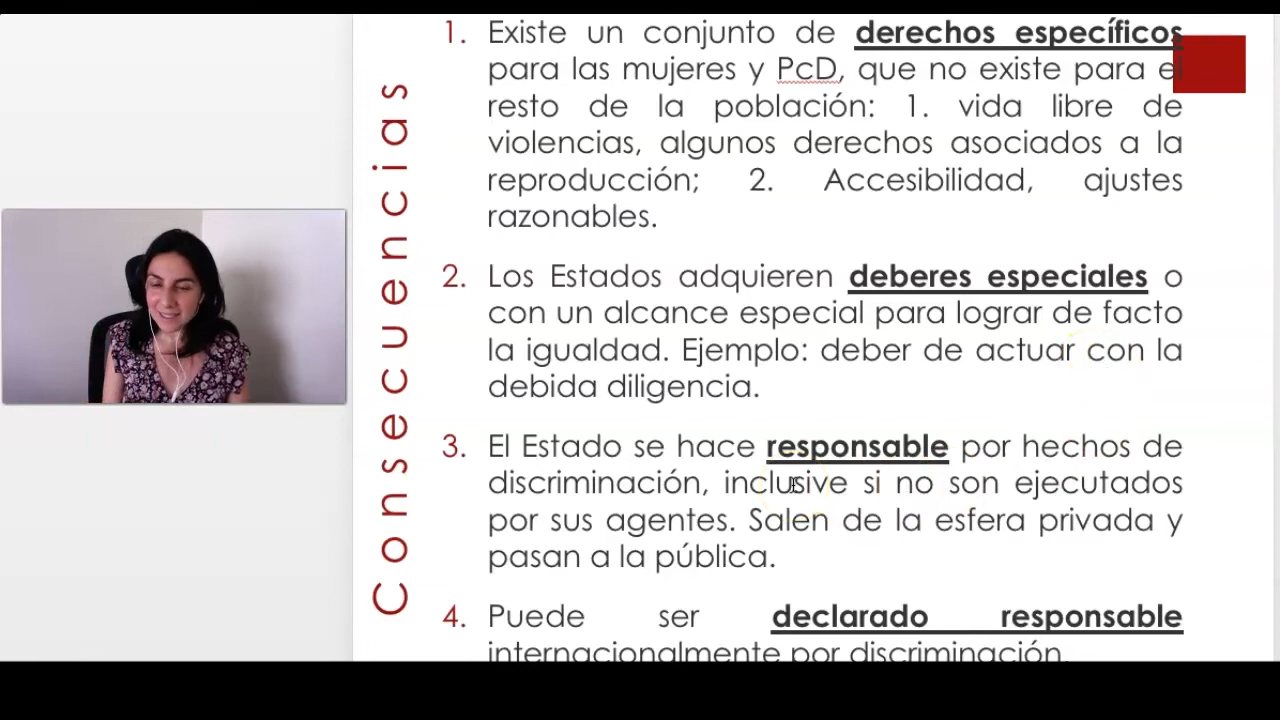 Consecuencias
1. Existe un conjunto de derechos específicos
para las mujeres y PcD, que no existe para el
resto de la población: 1. vida libre de
violencias, algunos derechos asociados a la
reproducción; 2. Accesibilidad, ajustes
razonables.
2. Los Estados adquieren deberes especiales o
con un alcance especial para lograr de facto
la igualdad. Ejemplo: deber de actuar con la
debida diligencia.
3. El Estado se hace responsable por hechos de
discriminación, inclusive si no son ejecutados
por sus agentes. Salen de la esfera privada y
pasan a la pública.
4. Puede ser declarado responsable
internacionalmente por discriminación.